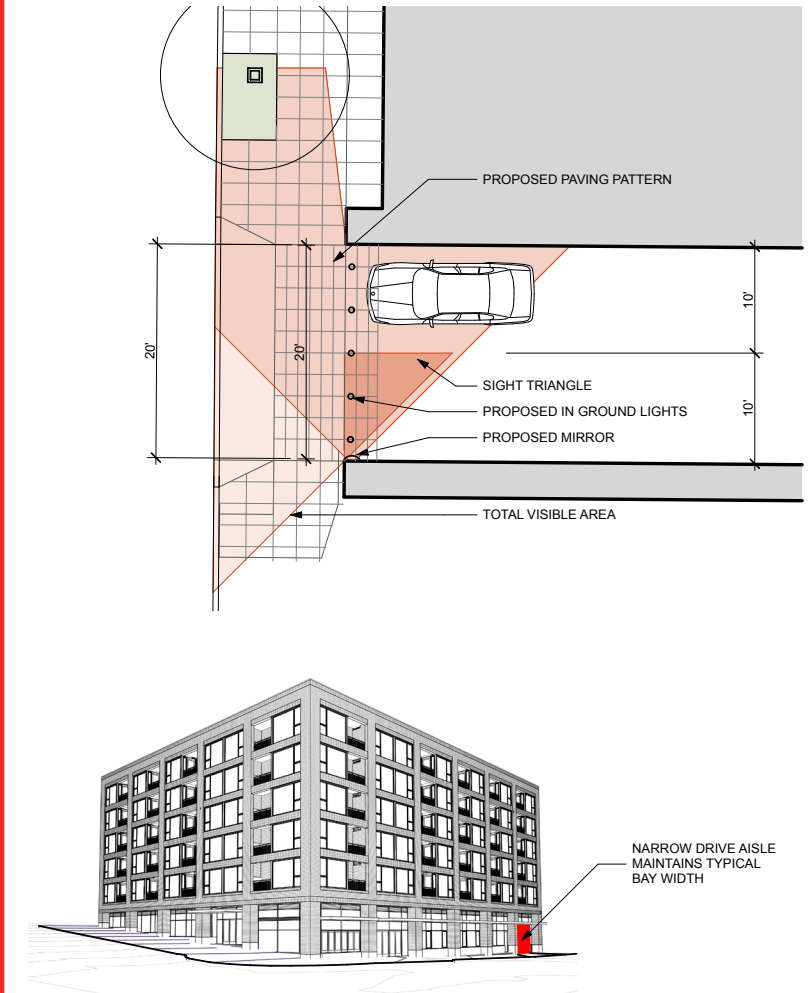 PROPOSED PAVING PATTERN
20'
20'
10'
10'
SIGHT TRIANGLE
PROPOSED IN GROUND LIGHTS
PROPOSED MIRROR
TOTAL VISIBLE AREA
NARROW DRIVE AISLE
MAINTAINS TYPICAL
BAY WIDTH